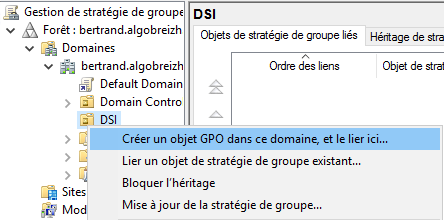 Gestion de stratégie de groupe
Forêt : bertrand.algobreizh
Domaines
bertrand.algobreizh
Default Domain
Domain Contro
DSI
Sites
Mod
DSI
Objets de stratégie de groupe liés
Héritage de stra
Ordre des liens
Objet de strat
Créer un objet GPO dans ce domaine, et le lier ici...
Lier un objet de stratégie de groupe existant...
Bloquer l'héritage
Mise à jour de la stratégie de groupe...